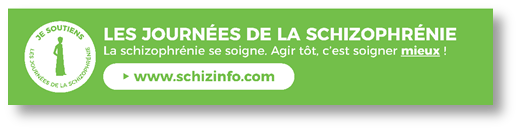 JE SOUTIENS
LES JOURNÉES DE LA SCHIZOPHRÉNIE
LES JOURNÉES DE LA SCHIZOPHRÉNIE
La schizophrénie se soigne. Agir tôt, c'est soigner mieux !
www.schizinfo.com